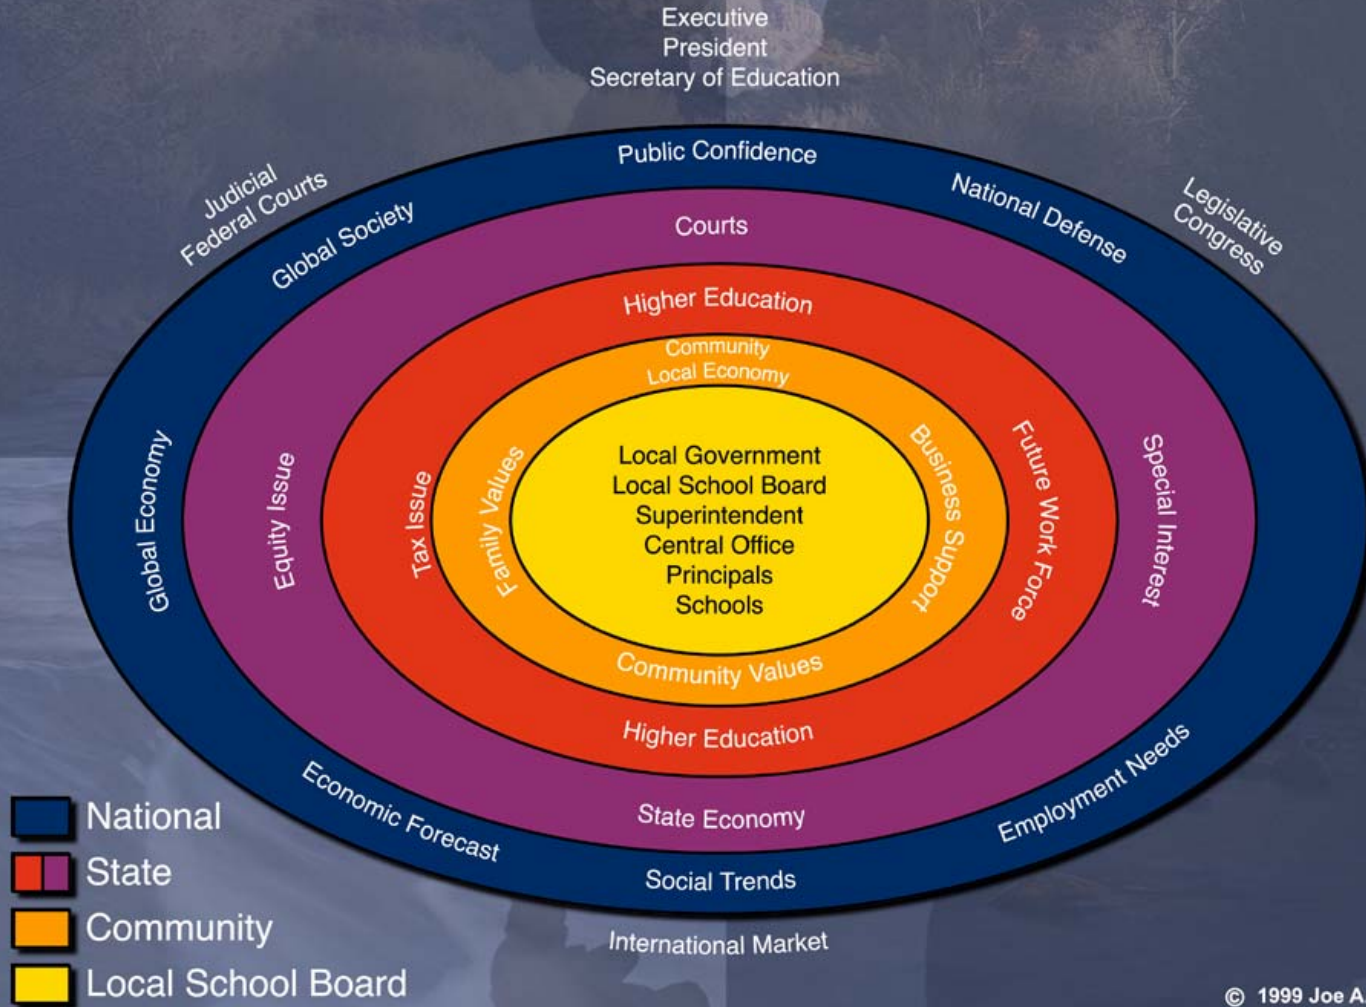 Executive
President
Secretary of Education
Judicial
Federal Courts
Legislative
Congress
Public Confidence
Global Society
National Defense
Courts
Higher Education
Community
Local Economy
Global Economy
Equity Issue
Tax Issue
Family Values
Local Government
Local School Board
Superintendent
Central Office
Principals
Schools
Business Support
Future Work Force
Special Interest
Community Values
Higher Education
State Economy
Economic Forecast
Employment Needs
Social Trends
International Market
National
State
Community
Local School Board
© 1999 Joe A